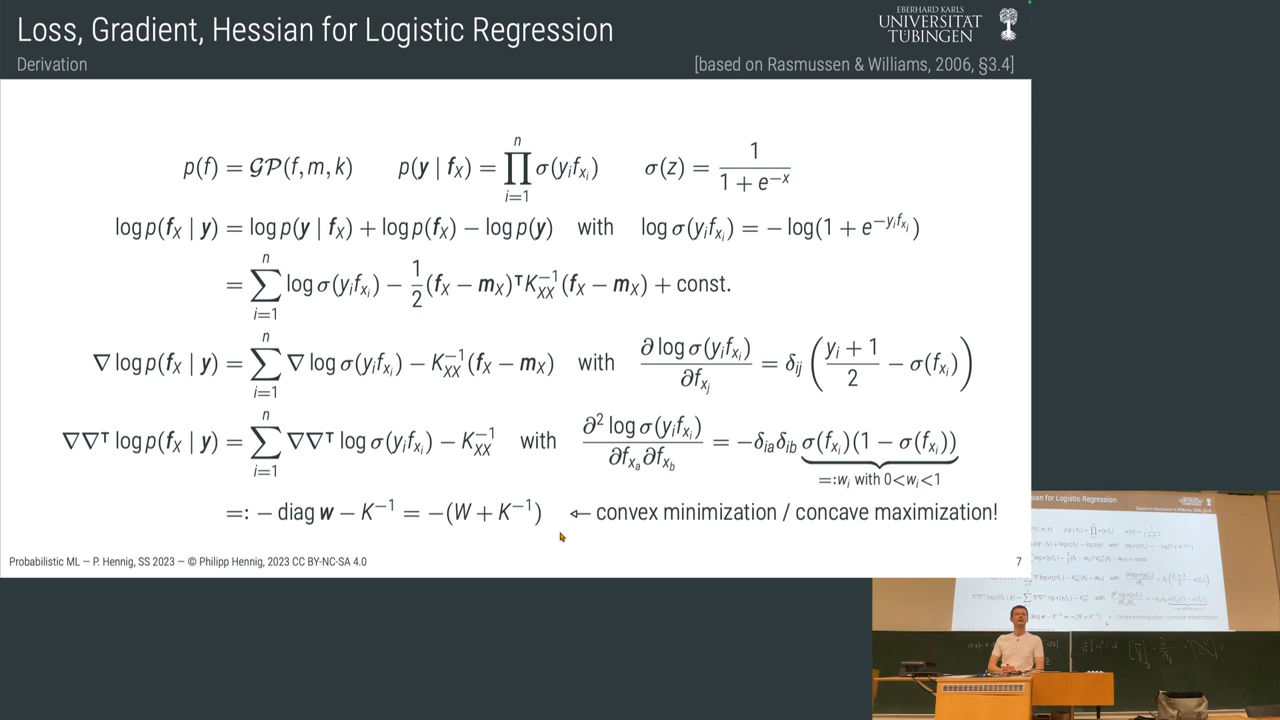 Loss, Gradient, Hessian for Logistic Regression
EBERHARD KARLS
UNIVERSITÄT
TÜBINGEN
Derivation
[based on Rasmussen & Williams, 2006, §3.4]
p(f) = 𝒢𝒫(f, m, k)   p(y | f_X) = ∏_{i=1}^{n} σ(y_i f_{x_i})   σ(z) = 1 / (1 + e^{−x})
log p(f_X | y) = log p(y | f_X) + log p(f_X) − log p(y)   with   log σ(y_i f_{x_i}) = − log(1 + e^{−y_i f_{x_i}})
= ∑_{i=1}^{n} log σ(y_i f_{x_i}) − 1/2 (f_X − m_X)^⊤ K_{XX}^{−1} (f_X − m_X) + const.
∇ log p(f_X | y) = ∑_{i=1}^{n} ∇ log σ(y_i f_{x_i}) − K_{XX}^{−1} (f_X − m_X)   with   ∂ log σ(y_i f_{x_i}) / ∂f_{x_j} = δ_{ij} ( (y_i + 1) / 2 − σ(f_{x_i}) )
∇∇^⊤ log p(f_X | y) = ∑_{i=1}^{n} ∇∇^⊤ log σ(y_i f_{x_i}) − K_{XX}^{−1}   with   ∂² log σ(y_i f_{x_i}) / ∂f_{x_a} ∂f_{x_b} = −δ_{ia} δ_{ib} σ(f_{x_i})(1 − σ(f_{x_i}))
=:w_i with 0<w_i<1
=: − diag w − K^{−1} = −(W + K^{−1})   ⇽ convex minimization / concave maximization!
Probabilistic ML — P. Hennig, SS 2023 — © Philipp Hennig, 2023 CC BY-NC-SA 4.0
7